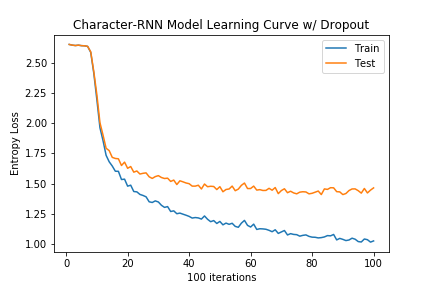 Character-RNN Model Learning Curve w/ Dropout
Train
Test
Entropy Loss
2.50
2.25
2.00
1.75
1.50
1.25
1.00
0
20
40
60
80
100
100 iterations